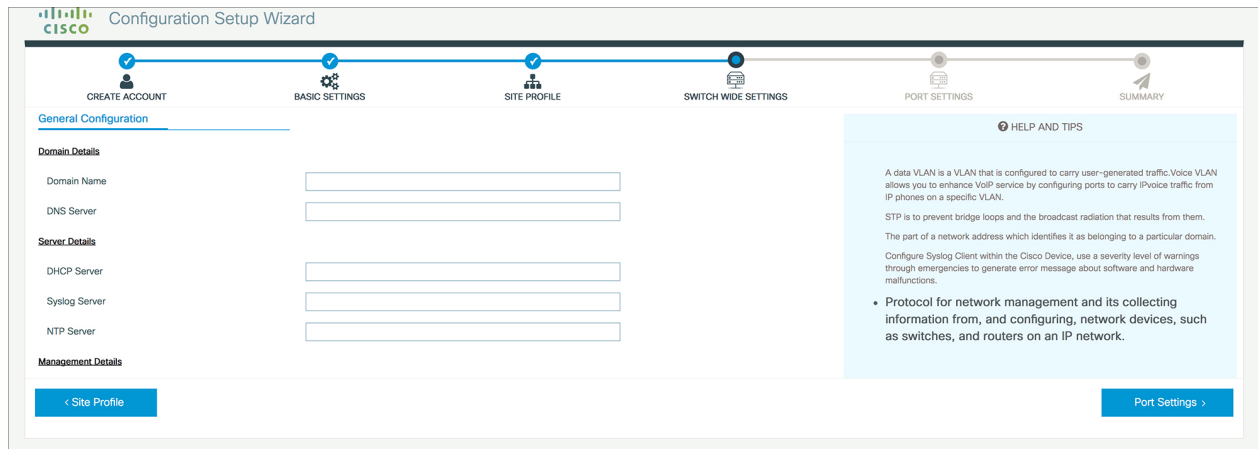 CISCO
Configuration Setup Wizard
CREATE ACCOUNT
BASIC SETTINGS
SITE PROFILE
SWITCH WIDE SETTINGS
PORT SETTINGS
SUMMARY
General Configuration
Domain Details
Domain Name
DNS Server
Server Details
DHCP Server
Syslog Server
NTP Server
Management Details
? HELP AND TIPS
A data VLAN is a VLAN that is configured to carry user-generated traffic.Voice VLAN
allows you to enhance VoIP service by configuring ports to carry IPvoice traffic from
IP phones on a specific VLAN.
STP is to prevent bridge loops and the broadcast radiation that results from them.
The part of a network address which identifies it as belonging to a particular domain.
Configure Syslog Client within the Cisco Device, use a severity level of warnings
through emergencies to generate error message about software and hardware
malfunctions.
• Protocol for network management and its collecting
information from, and configuring, network devices, such
as switches, and routers on an IP network.
< Site Profile
Port Settings >